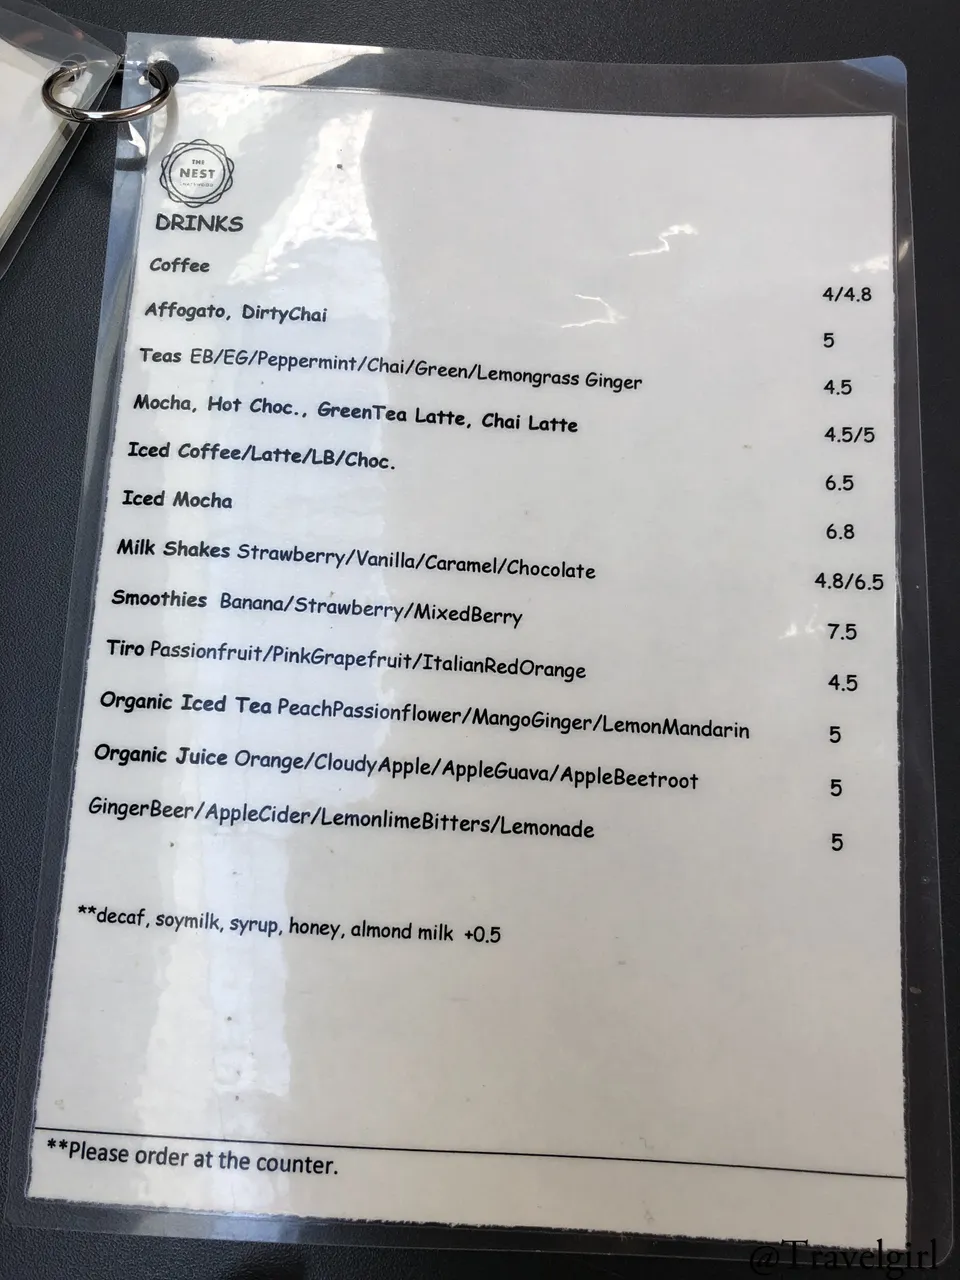 THE
NEST
CHATSWOOD
DRINKS
Coffee 4/4.8
Affogato, DirtyChai 5
Teas EB/EG/Peppermint/Chai/Green/Lemongrass Ginger 4.5
Mocha, Hot Choc., GreenTea Latte, Chai Latte 4.5/5
Iced Coffee/Latte/LB/Choc. 6.5
Iced Mocha 6.8
Milk Shakes Strawberry/Vanilla/Caramel/Chocolate 4.8/6.5
Smoothies Banana/Strawberry/MixedBerry 7.5
Tiro Passionfruit/PinkGrapefruit/ItalianRedOrange 4.5
Organic Iced Tea PeachPassionflower/MangoGinger/LemonMandarin 5
Organic Juice Orange/CloudyApple/AppleGuava/AppleBeetroot 5
GingerBeer/AppleCider/LemonlimeBitters/Lemonade 5
**decaf, soymilk, syrup, honey, almond milk +0.5
**Please order at the counter.
@Travelgirl